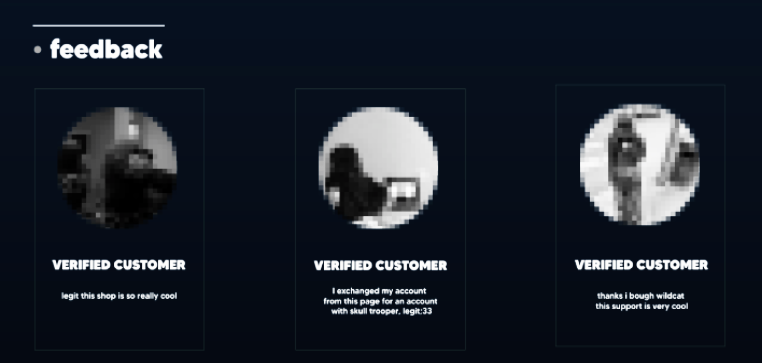 feedback
VERIFIED CUSTOMER
legit this shop is so really cool
VERIFIED CUSTOMER
I exchanged my account
from this page for an account
with skull trooper, legit:33
VERIFIED CUSTOMER
thanks i bough wildcat
this support is very cool